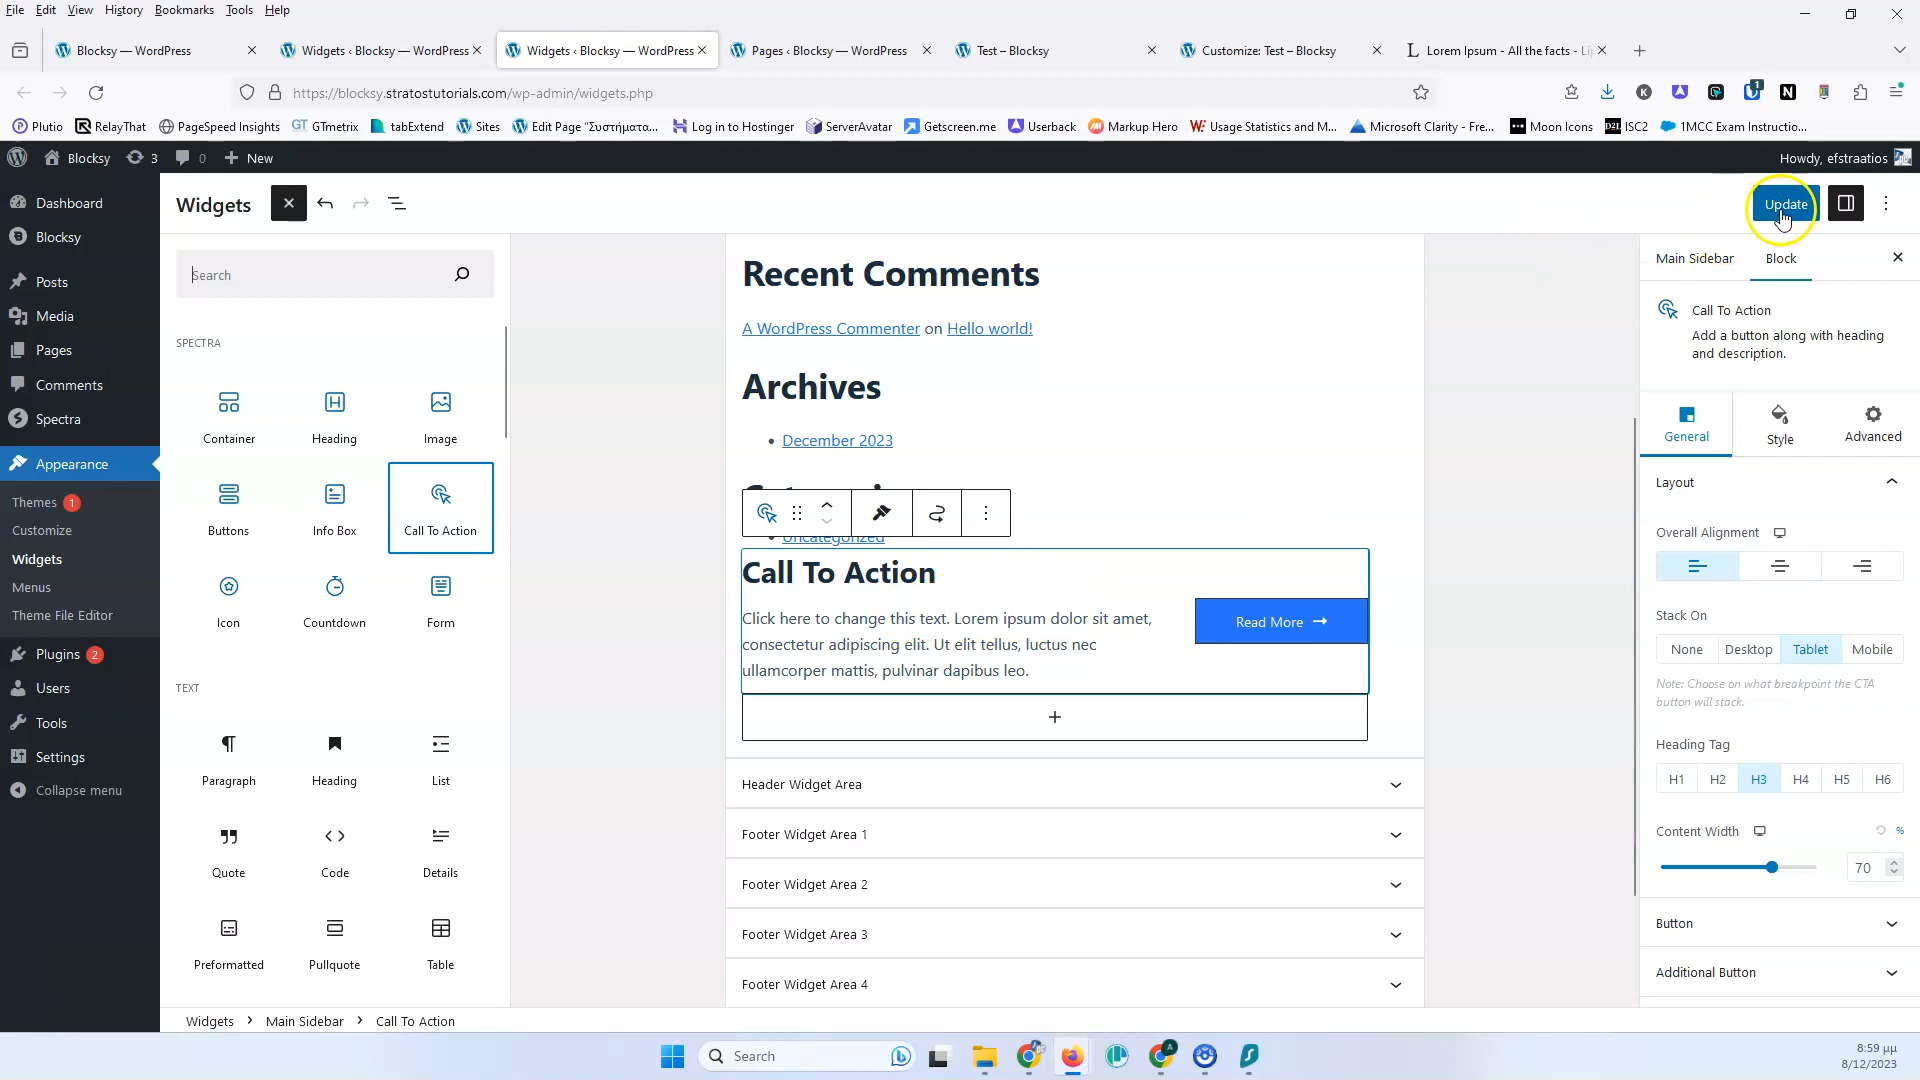 File Edit View History Bookmarks Tools Help
Blocksy — WordPress
Widgets ‹ Blocksy — WordPress
Widgets ‹ Blocksy — WordPress
Pages ‹ Blocksy — WordPress
Test – Blocksy
Customize: Test – Blocksy
Lorem Ipsum - All the facts - Li
https://blocksy.stratostutorials.com/wp-admin/widgets.php
Plutio RelayThat PageSpeed Insights GTmetrix tabExtend Sites Edit Page "Συστήματα... Log in to Hostinger ServerAvatar Getscreen.me Userback Markup Hero Usage Statistics and M... Microsoft Clarity - Fre... Moon Icons ISC2 1MCC Exam Instructio...
Blocksy 3 0 New
Howdy, efstraatios
Dashboard
Blocksy
Posts
Media
Pages
Comments
Spectra
Appearance
Themes 1
Customize
Widgets
Menus
Theme File Editor
Plugins 2
Users
Tools
Settings
Collapse menu
Widgets
Update
Search
SPECTRA
Container Heading Image
Buttons Info Box Call To Action
Icon Countdown Form
TEXT
Paragraph Heading List
Quote Code Details
Preformatted Pullquote Table
Recent Comments
A WordPress Commenter on Hello world!
Archives
December 2023
Uncategorized
Call To Action
Click here to change this text. Lorem ipsum dolor sit amet,
consectetur adipiscing elit. Ut elit tellus, luctus nec
ullamcorper mattis, pulvinar dapibus leo.
Read More
Header Widget Area
Footer Widget Area 1
Footer Widget Area 2
Footer Widget Area 3
Footer Widget Area 4
Main Sidebar Block
Call To Action
Add a button along with heading
and description.
General Style Advanced
Layout
Overall Alignment
Stack On
None Desktop Tablet Mobile
Note: Choose on what breakpoint the CTA
button will stack.
Heading Tag
H1 H2 H3 H4 H5 H6
Content Width %
70
Button
Additional Button
Widgets › Main Sidebar › Call To Action
Search
8:59 μμ
8/12/2023